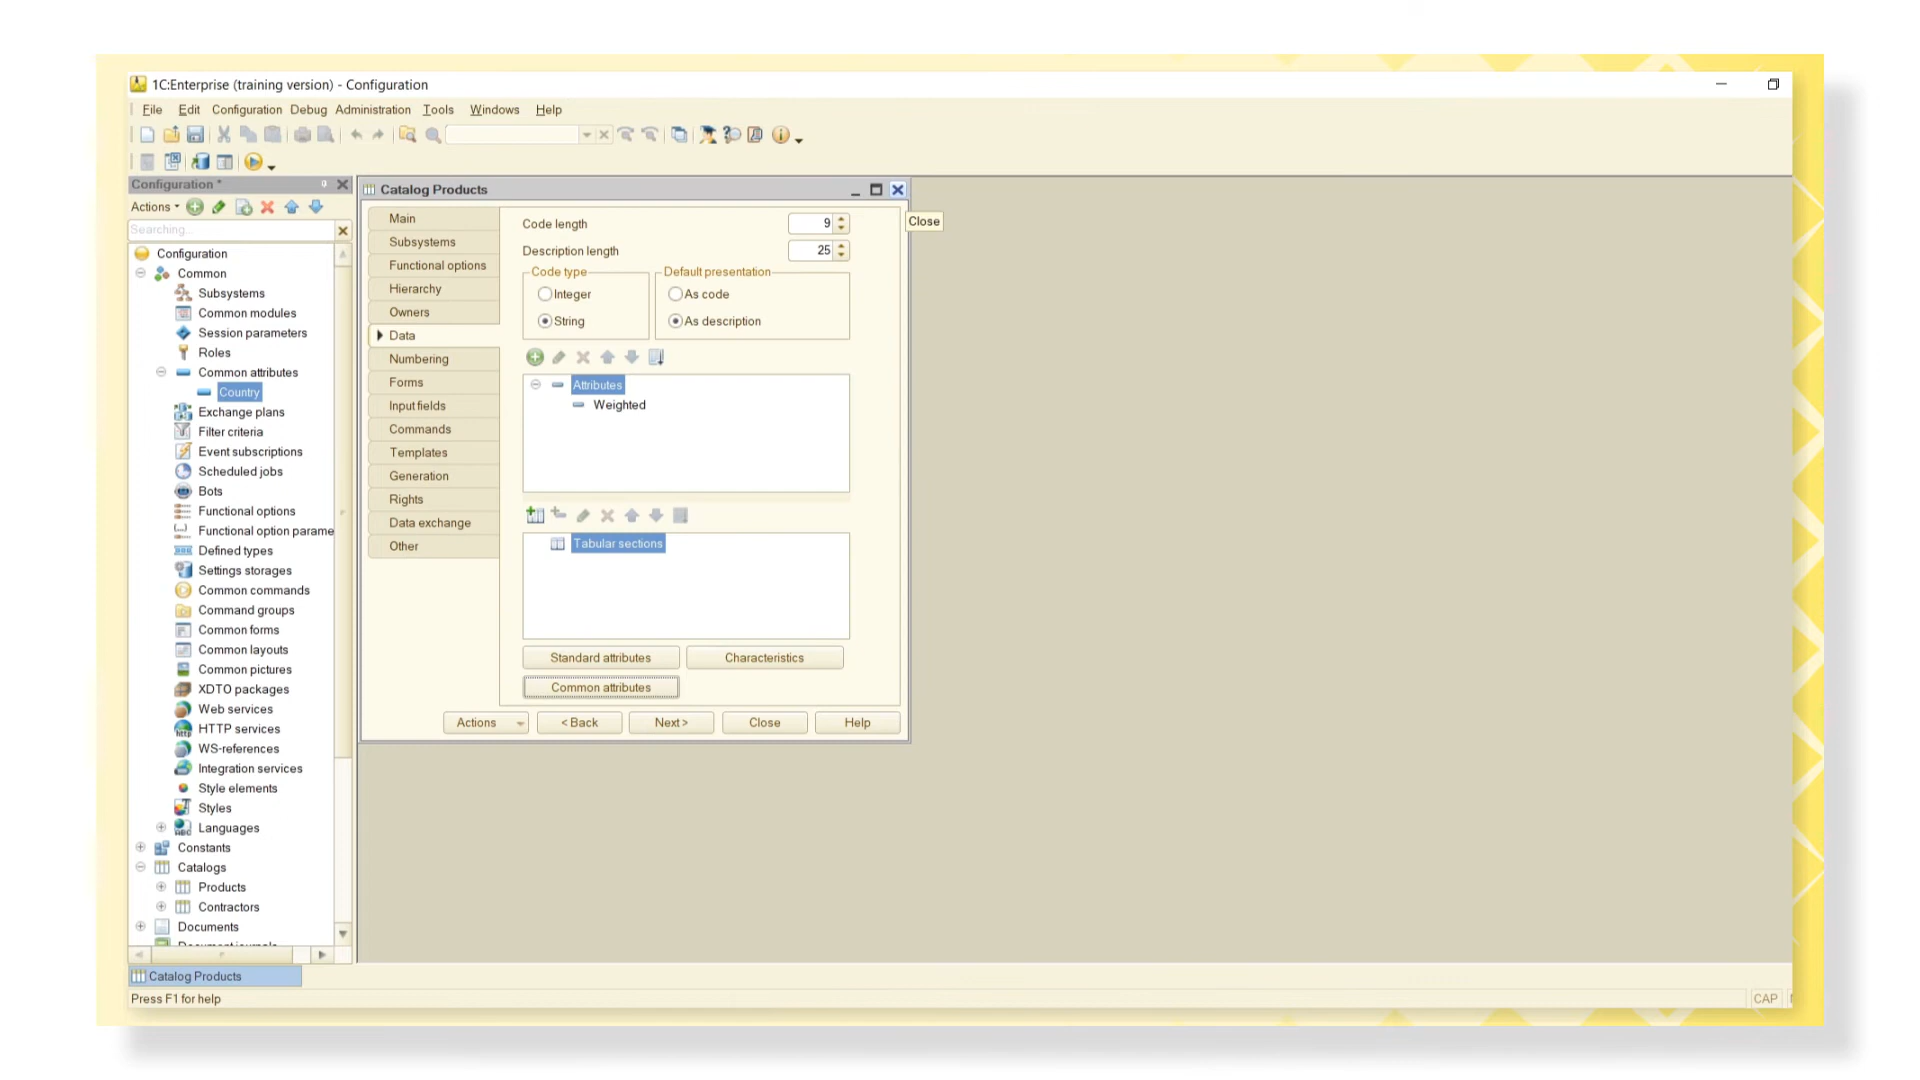 1C:Enterprise (training version) - Configuration
File Edit Configuration Debug Administration Tools Windows Help
Configuration *
Actions
Searching...
Configuration
Common
Subsystems
Common modules
Session parameters
Roles
Common attributes
Country
Exchange plans
Filter criteria
Event subscriptions
Scheduled jobs
Bots
Functional options
Functional option parame
Defined types
Settings storages
Common commands
Command groups
Common forms
Common layouts
Common pictures
XDTO packages
Web services
HTTP services
WS-references
Integration services
Style elements
Styles
Languages
Constants
Catalogs
Products
Contractors
Documents
Catalog Products
Close
Main
Subsystems
Functional options
Hierarchy
Owners
Data
Numbering
Forms
Input fields
Commands
Templates
Generation
Rights
Data exchange
Other
Code length 9
Description length 25
Code type Default presentation
Integer As code
String As description
Attributes
Weighted
Tabular sections
Standard attributes Characteristics
Common attributes
Actions < Back Next > Close Help
Catalog Products
Press F1 for help CAP